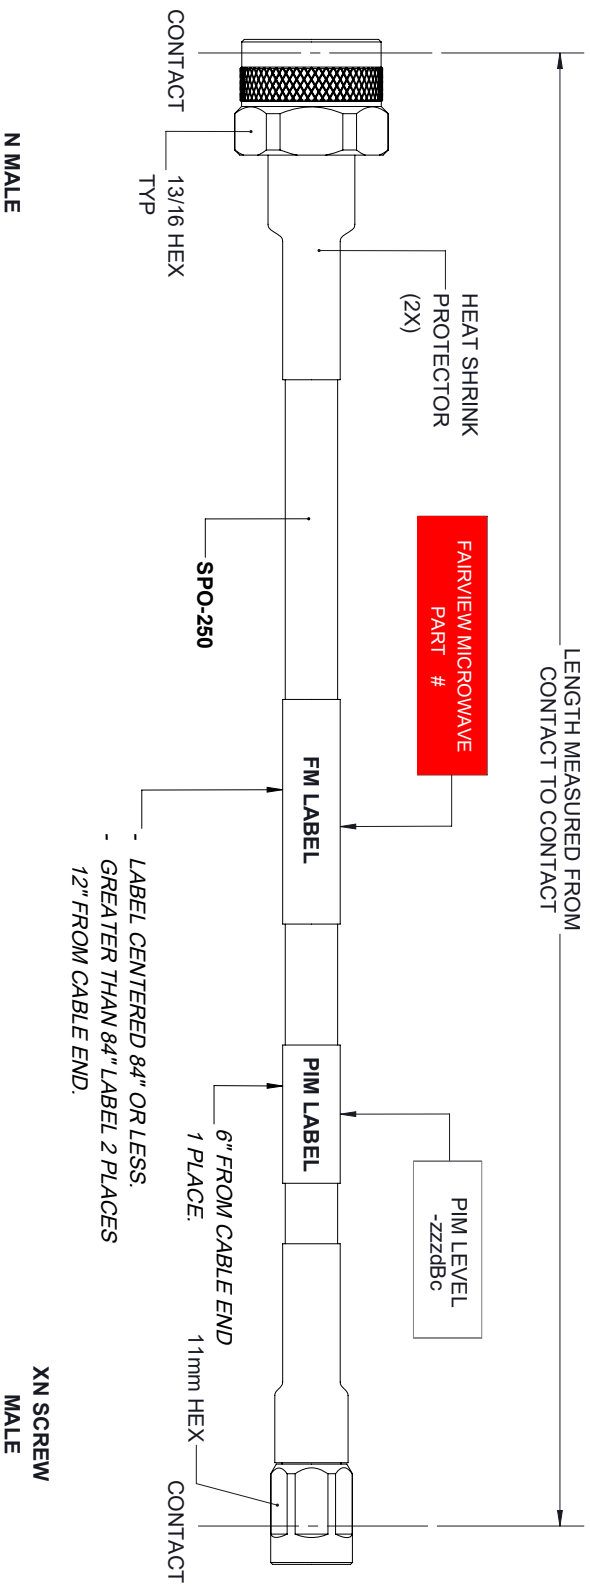 LENGTH MEASURED FROM
CONTACT TO CONTACT
FAIRVIEW MICROWAVE
PART #
PIM LEVEL
-zzzdBc
HEAT SHRINK
PROTECTOR
(2X)
FM LABEL
PIM LABEL
CONTACT
13/16 HEX
TYP
SPO-250
6" FROM CABLE END
1 PLACE.
11mm HEX
CONTACT
- LABEL CENTERED 84" OR LESS.
- GREATER THAN 84" LABEL 2 PLACES
12" FROM CABLE END.
N MALE
XN SCREW
MALE